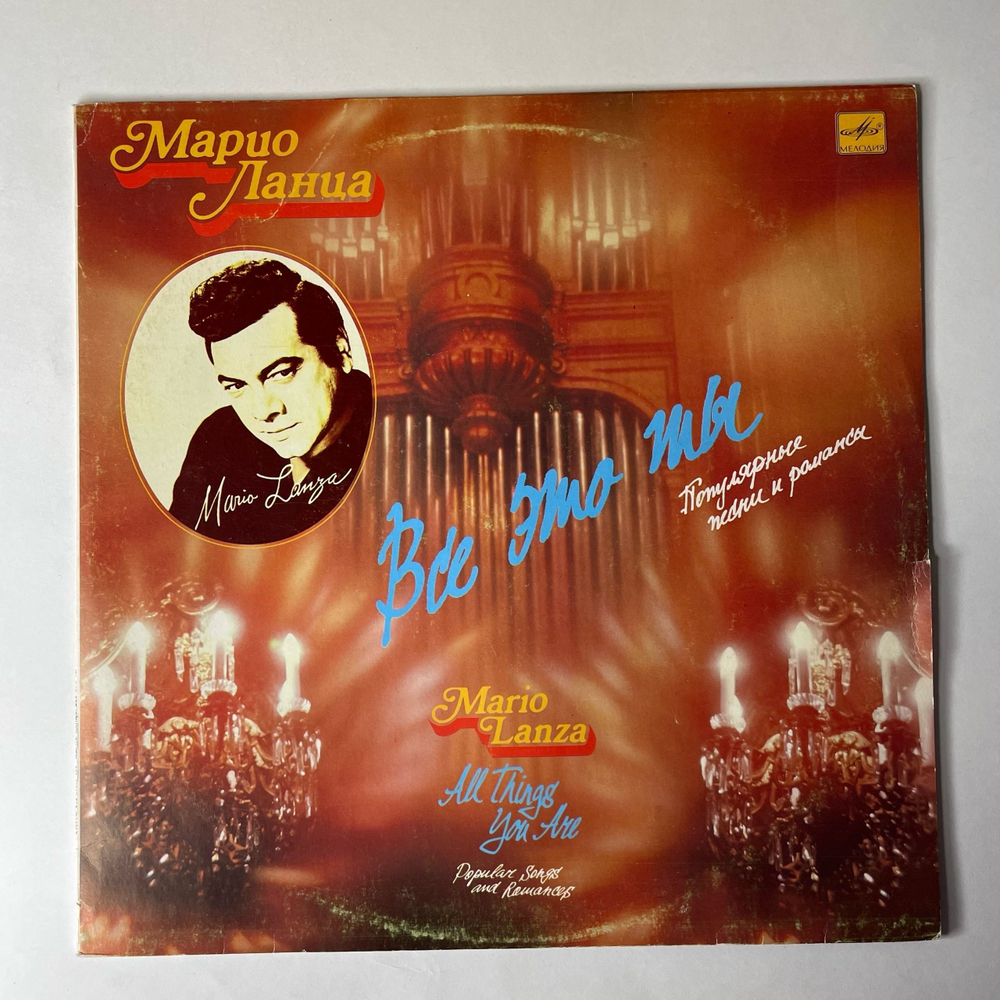 Марио
Ланца
МЕЛОДИЯ
Mario Lanza
Все это ты
Популярные
песни и романсы
Mario
Lanza
All Things
You Are
Popular Songs
and Romances